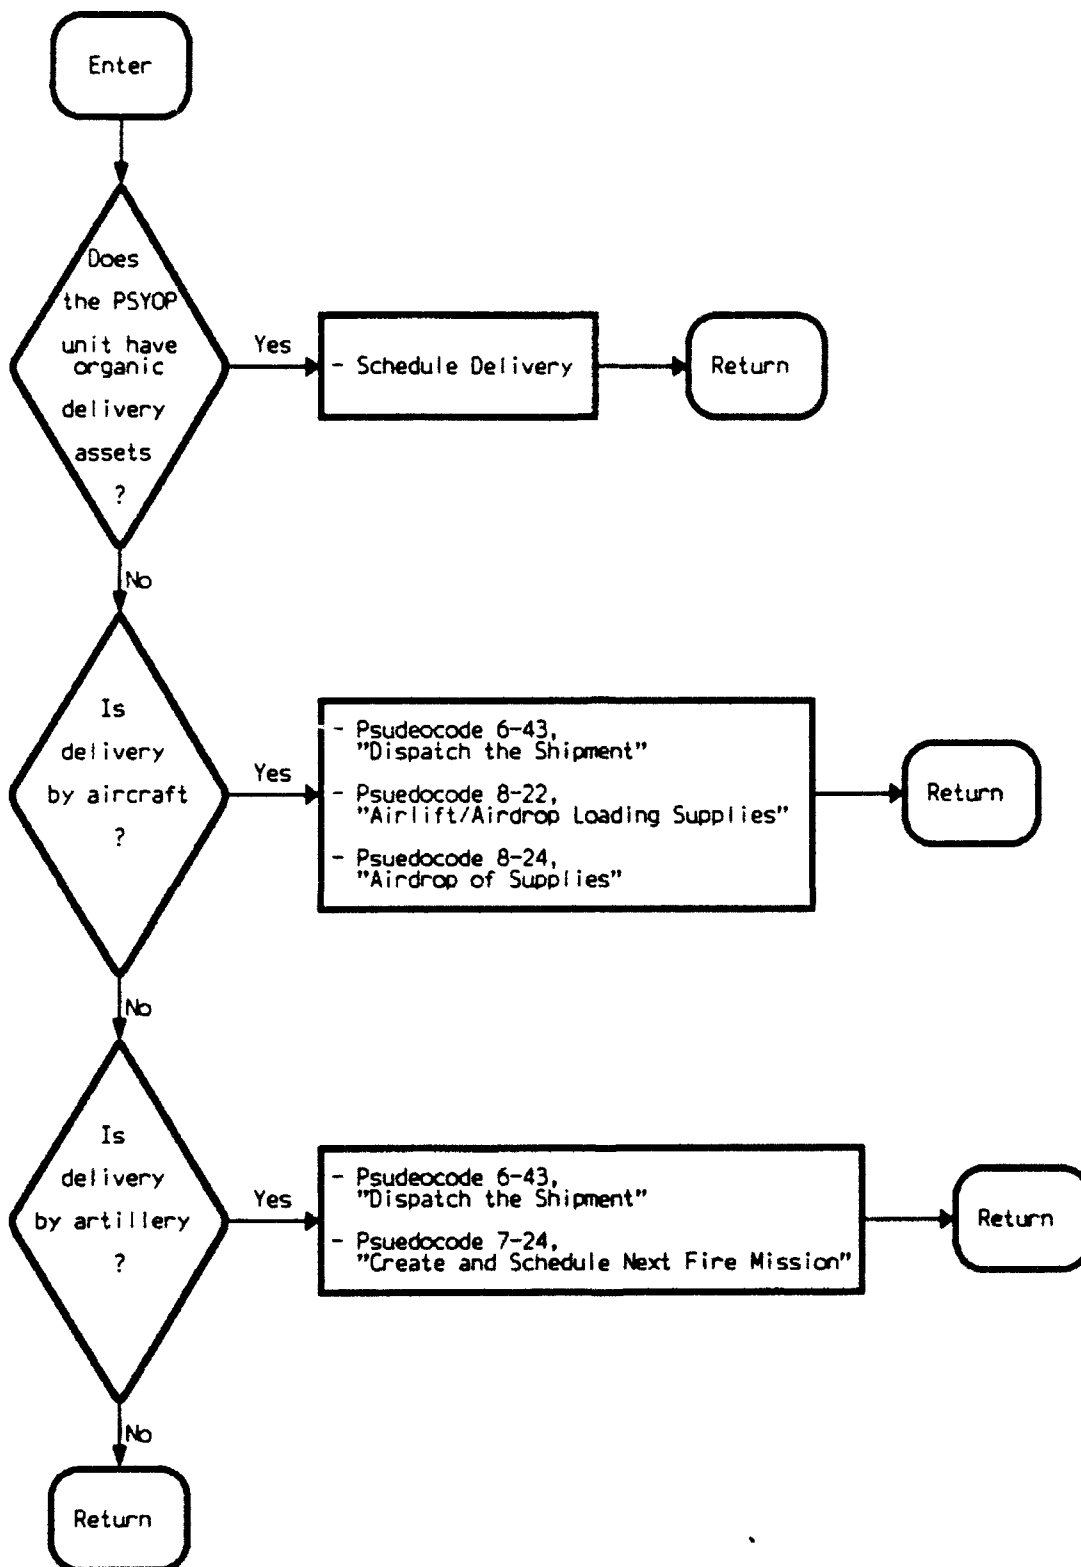 Enter
Does
the PSYOP
unit have
organic
delivery
assets
?
Yes
- Schedule Delivery
Return
No
Is
delivery
by aircraft
?
Yes
- Psudeocode 6-43,
"Dispatch the Shipment"
- Psuedocode 8-22,
"Airlift/Airdrop Loading Supplies"
- Psuedocode 8-24,
"Airdrop of Supplies"
Return
No
Is
delivery
by artillery
?
Yes
- Psudeocode 6-43,
"Dispatch the Shipment"
- Psuedocode 7-24,
"Create and Schedule Next Fire Mission"
Return
No
Return